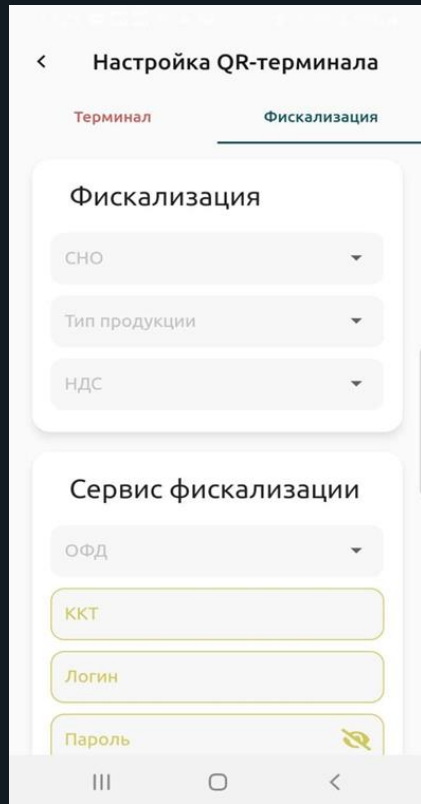 Настройка QR-терминала
Терминал
Фискализация
Фискализация
СНО
Тип продукции
НДС
Сервис фискализации
ОФД
ККТ
Логин
Пароль